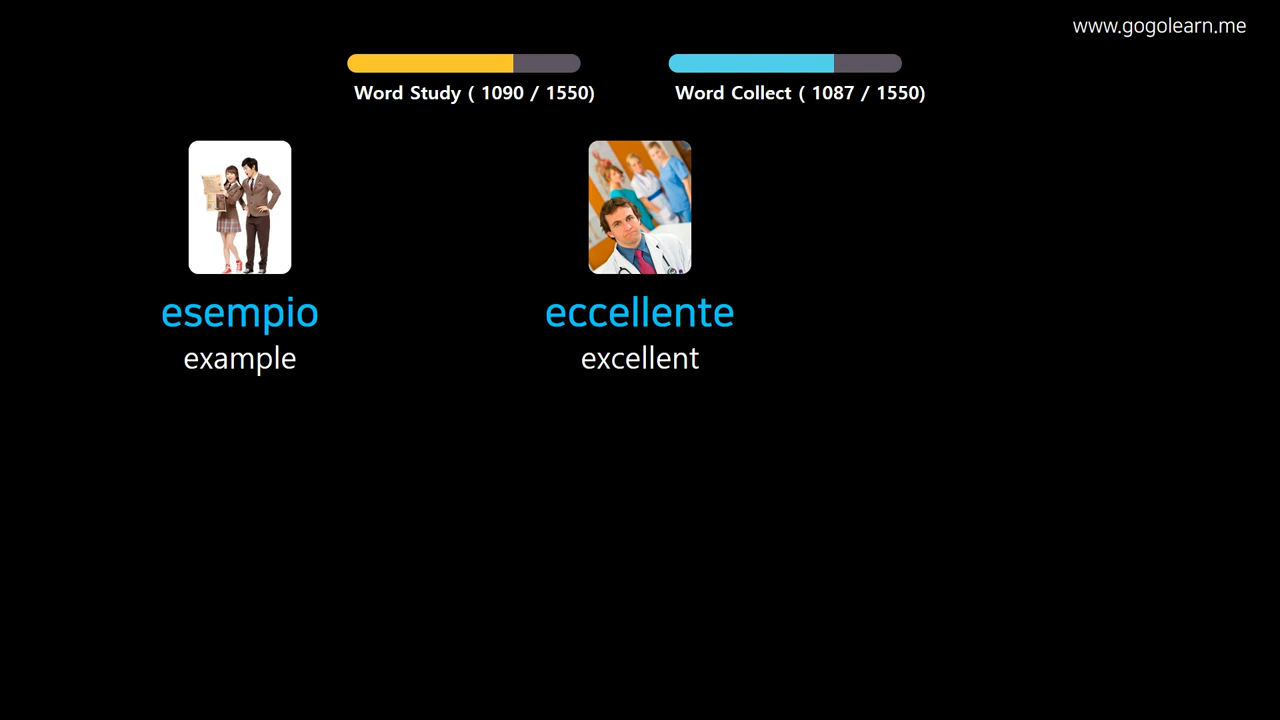 www.gogolearn.me
Word Study ( 1090 / 1550)
Word Collect ( 1087 / 1550)
esempio
example
eccellente
excellent